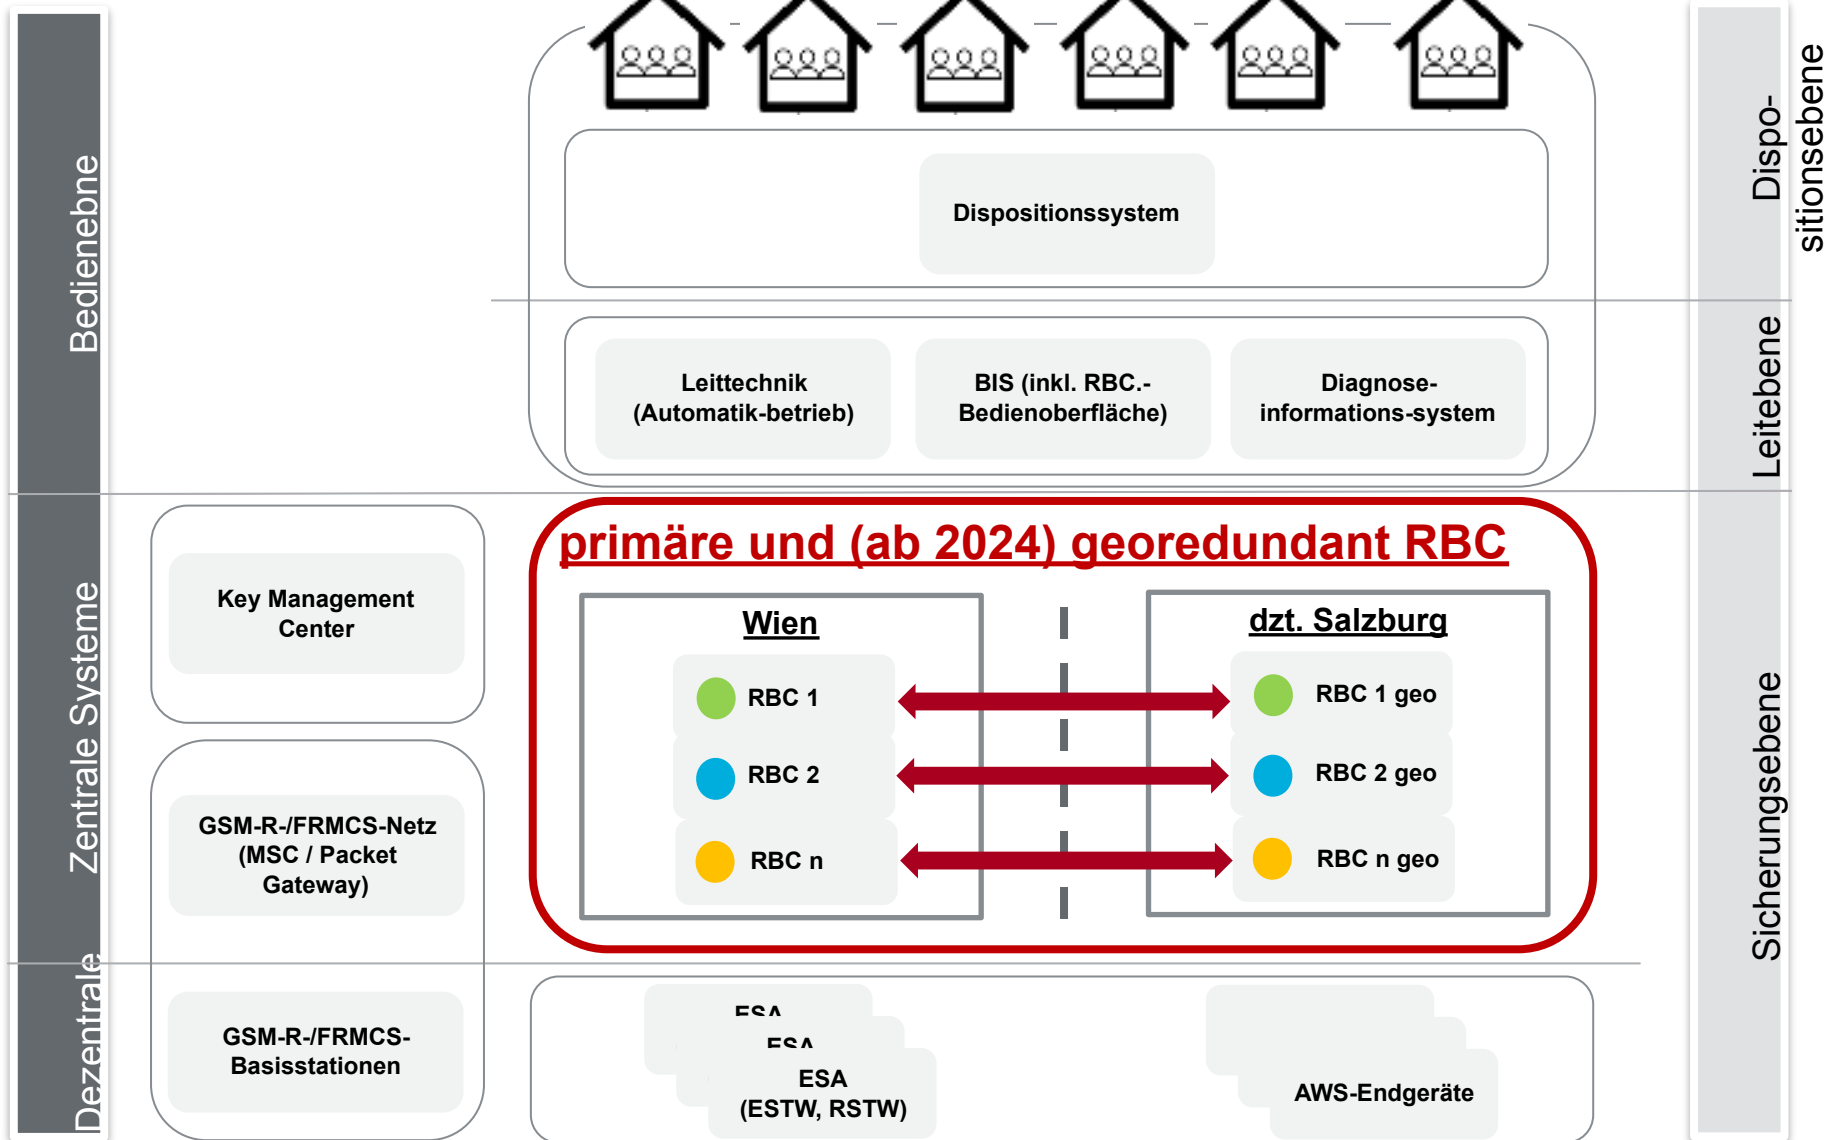 Bedienebne
Dispo-
sitionsebene
Dispositionssystem
Leitebene
Leittechnik
(Automatik-betrieb)
BIS (inkl. RBC.-
Bedienoberfläche)
Diagnose-
informations-system
Zentrale Systeme
Sicherungsebene
Key Management
Center
GSM-R-/FRMCS-Netz
(MSC / Packet
Gateway)
primäre und (ab 2024) georedundant RBC
Wien
RBC 1
RBC 2
RBC n
dzt. Salzburg
RBC 1 geo
RBC 2 geo
RBC n geo
Dezentrale
GSM-R-/FRMCS-
Basisstationen
ESA
ESA
ESA
(ESTW, RSTW)
AWS-Endgeräte